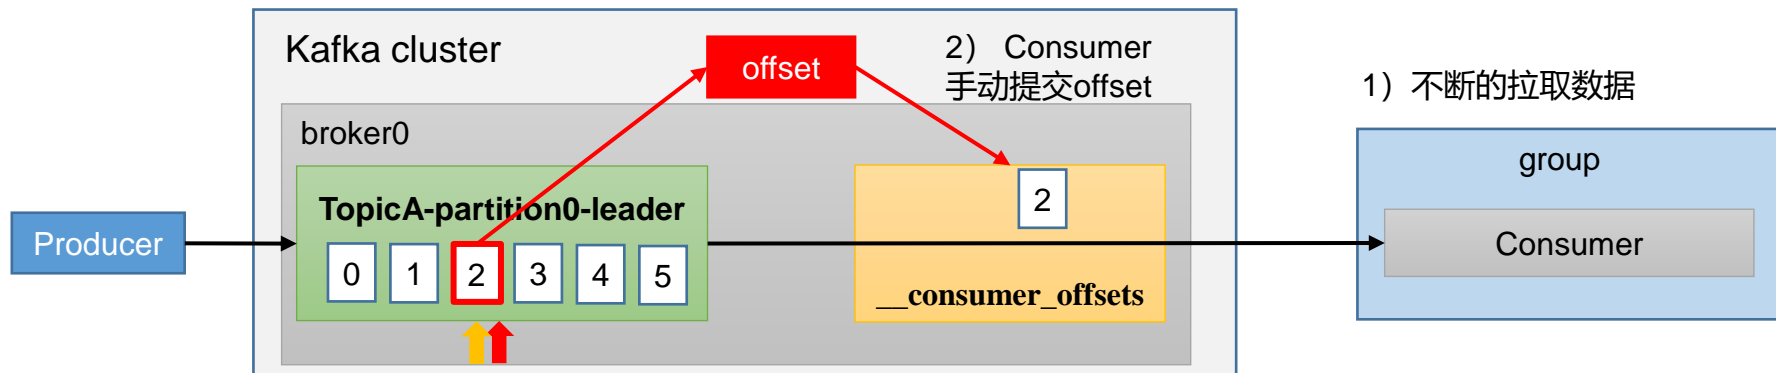 Kafka cluster
offset
2） Consumer
手动提交offset
1）不断的拉取数据
broker0
group
TopicA-partition0-leader
2
Producer
Consumer
0 1 2 3 4 5
__consumer_offsets